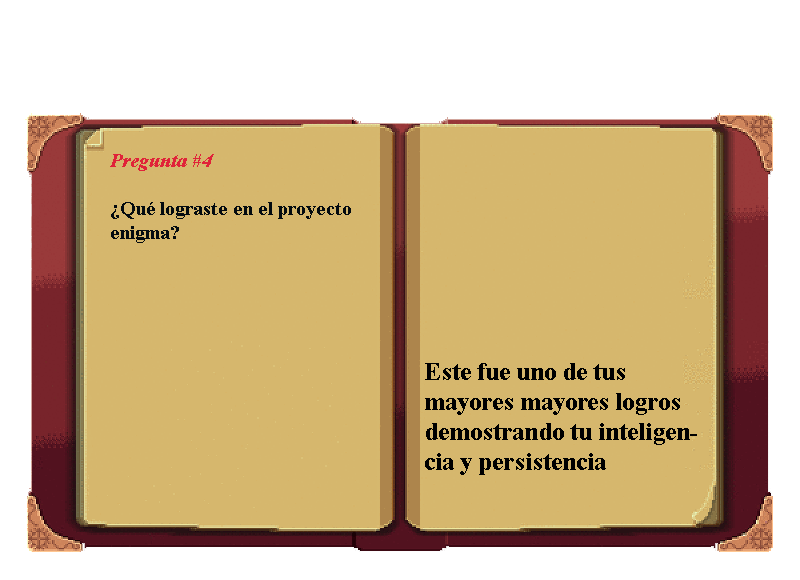 Pregunta #4
¿Qué lograste en el proyecto
enigma?
Este fue uno de tus
mayores mayores logros
demostrando tu inteligen-
cia y persistencia